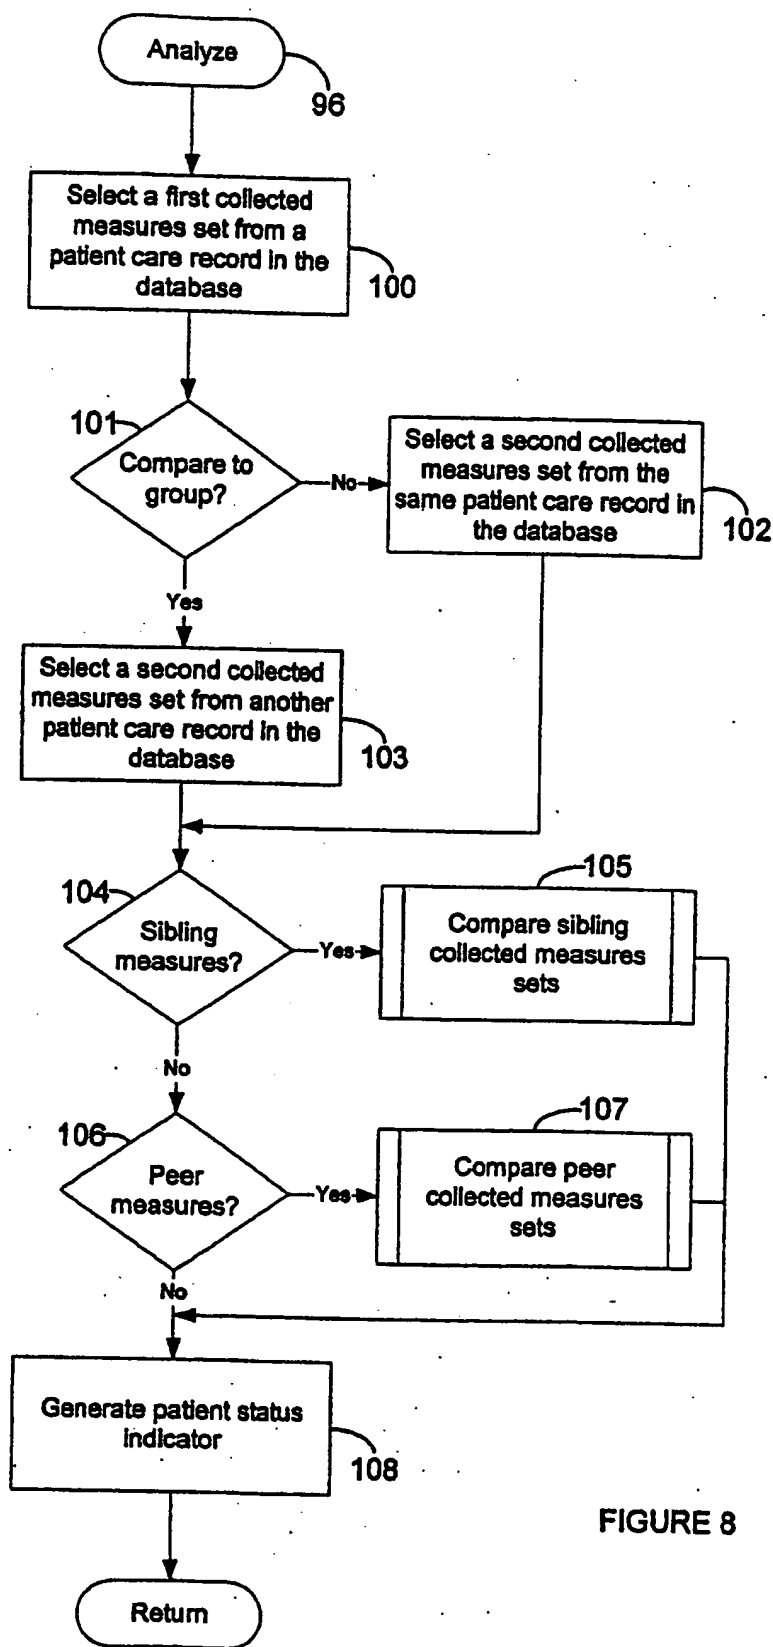 Analyze
96
Select a first collected
measures set from a
patient care record in the
database
100
101
Compare to
group?
No
Select a second collected
measures set from the
same patient care record in
the database
102
Yes
Select a second collected
measures set from another
patient care record in the
database
103
104
Sibling
measures?
Yes
105
Compare sibling
collected measures
sets
No
106
Peer
measures?
Yes
107
Compare peer
collected measures
sets
No
Generate patient status
indicator
108
FIGURE 8
Return